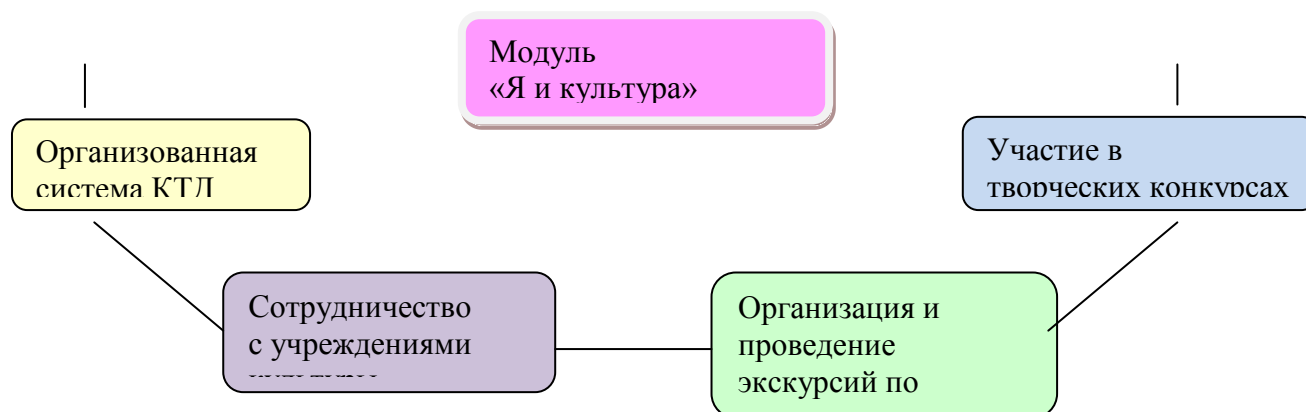 Модуль
«Я и культура»
Организованная
система КТД
Участие в
творческих конкурсах
Сотрудничество
с учреждениями
Организация и
проведение
экскурсий по